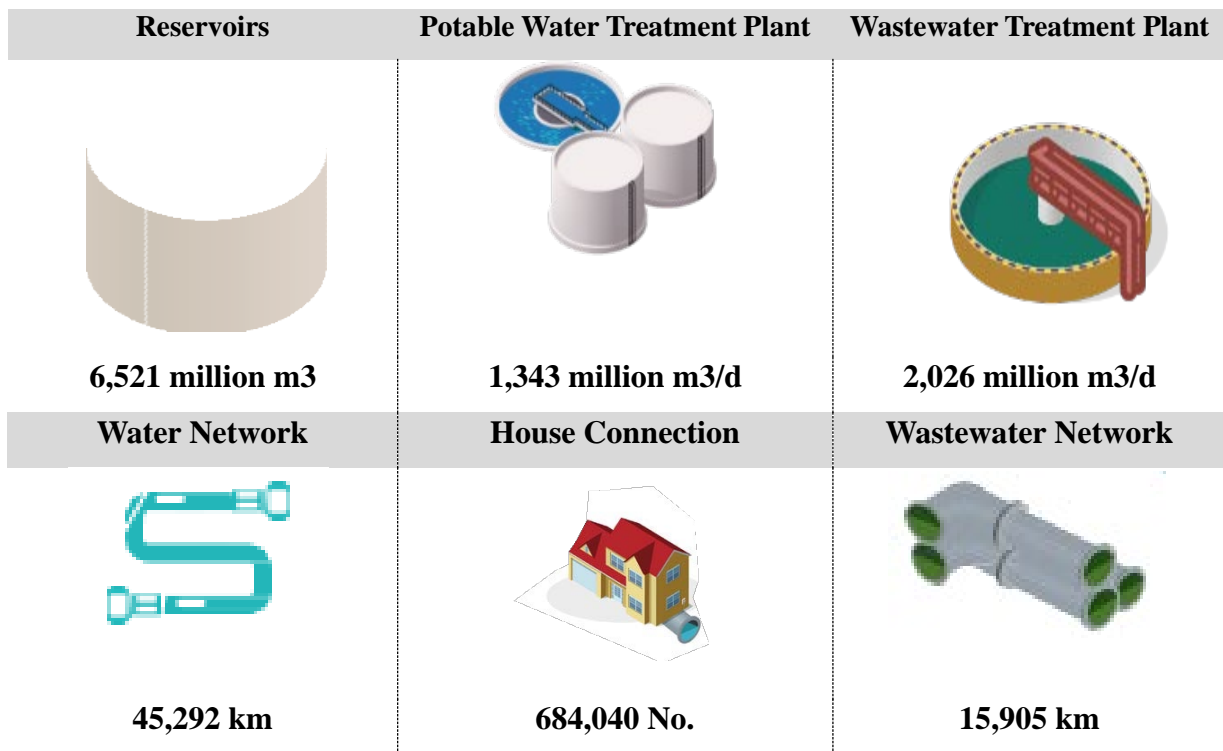 Reservoirs
Potable Water Treatment Plant
Wastewater Treatment Plant
6,521 million m3
1,343 million m3/d
2,026 million m3/d
Water Network
House Connection
Wastewater Network
45,292 km
684,040 No.
15,905 km